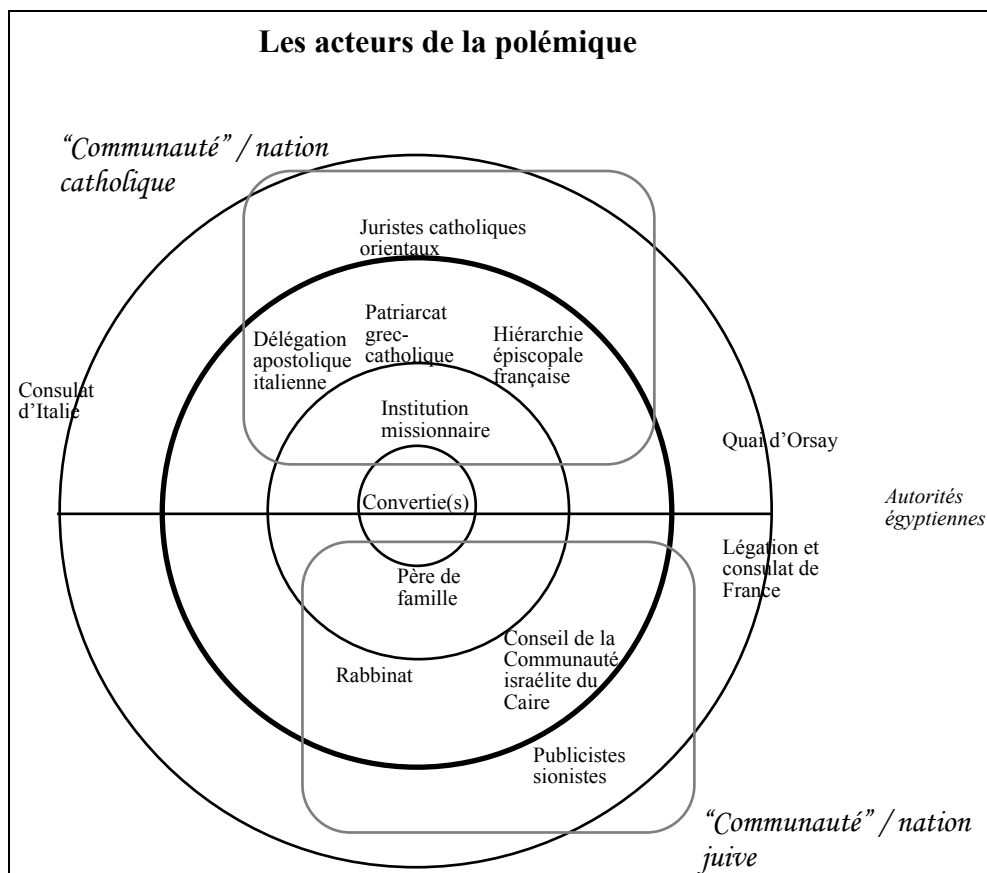 Les acteurs de la polémique
“Communauté” / nation
catholique
Juristes catholiques
orientaux
Patriarcat
grec-
catholique
Délégation
apostolique
italienne
Hiérarchie
épiscopale
française
Consulat
d’Italie
Institution
missionnaire
Quai d’Orsay
Convertie(s)
Autorités
égyptiennes
Légation et
consulat de
France
Père de
famille
Rabbinat
Conseil de la
Communauté
israélite du
Caire
Publicistes
sionistes
“Communauté” / nation
juive